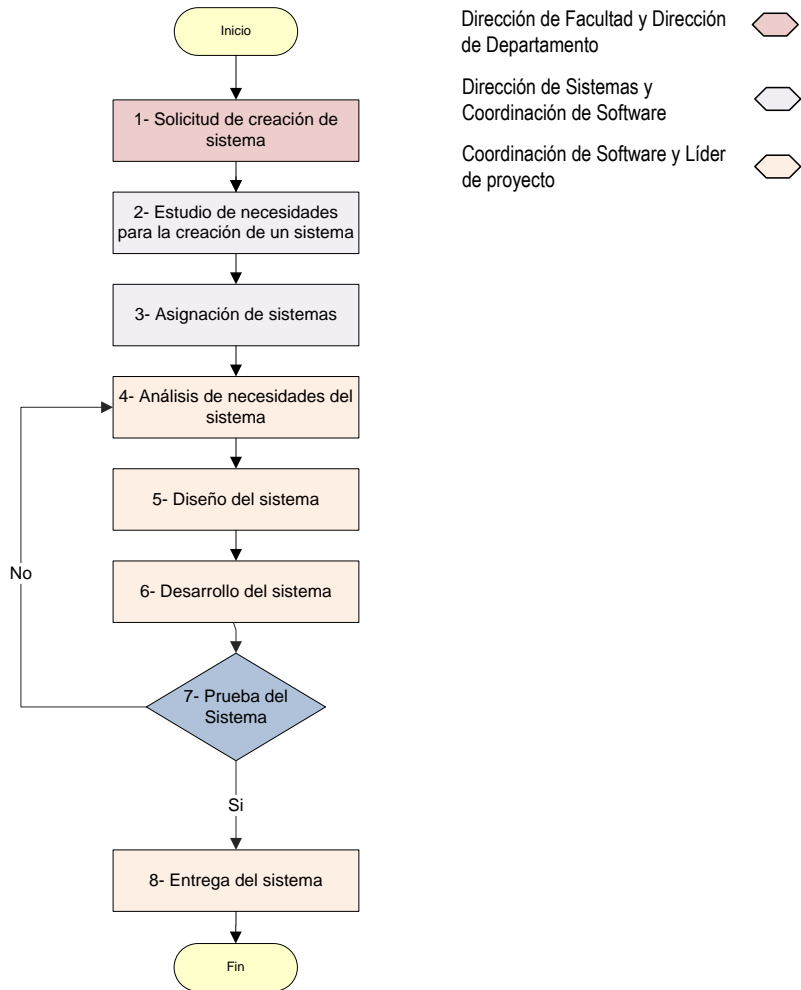 Inicio
1- Solicitud de creación de
sistema
2- Estudio de necesidades
para la creación de un sistema
3- Asignación de sistemas
4- Análisis de necesidades del
sistema
5- Diseño del sistema
6- Desarrollo del sistema
No
7- Prueba del
Sistema
Si
8- Entrega del sistema
Fin
Dirección de Facultad y Dirección
de Departamento
Dirección de Sistemas y
Coordinación de Software
Coordinación de Software y Líder
de proyecto